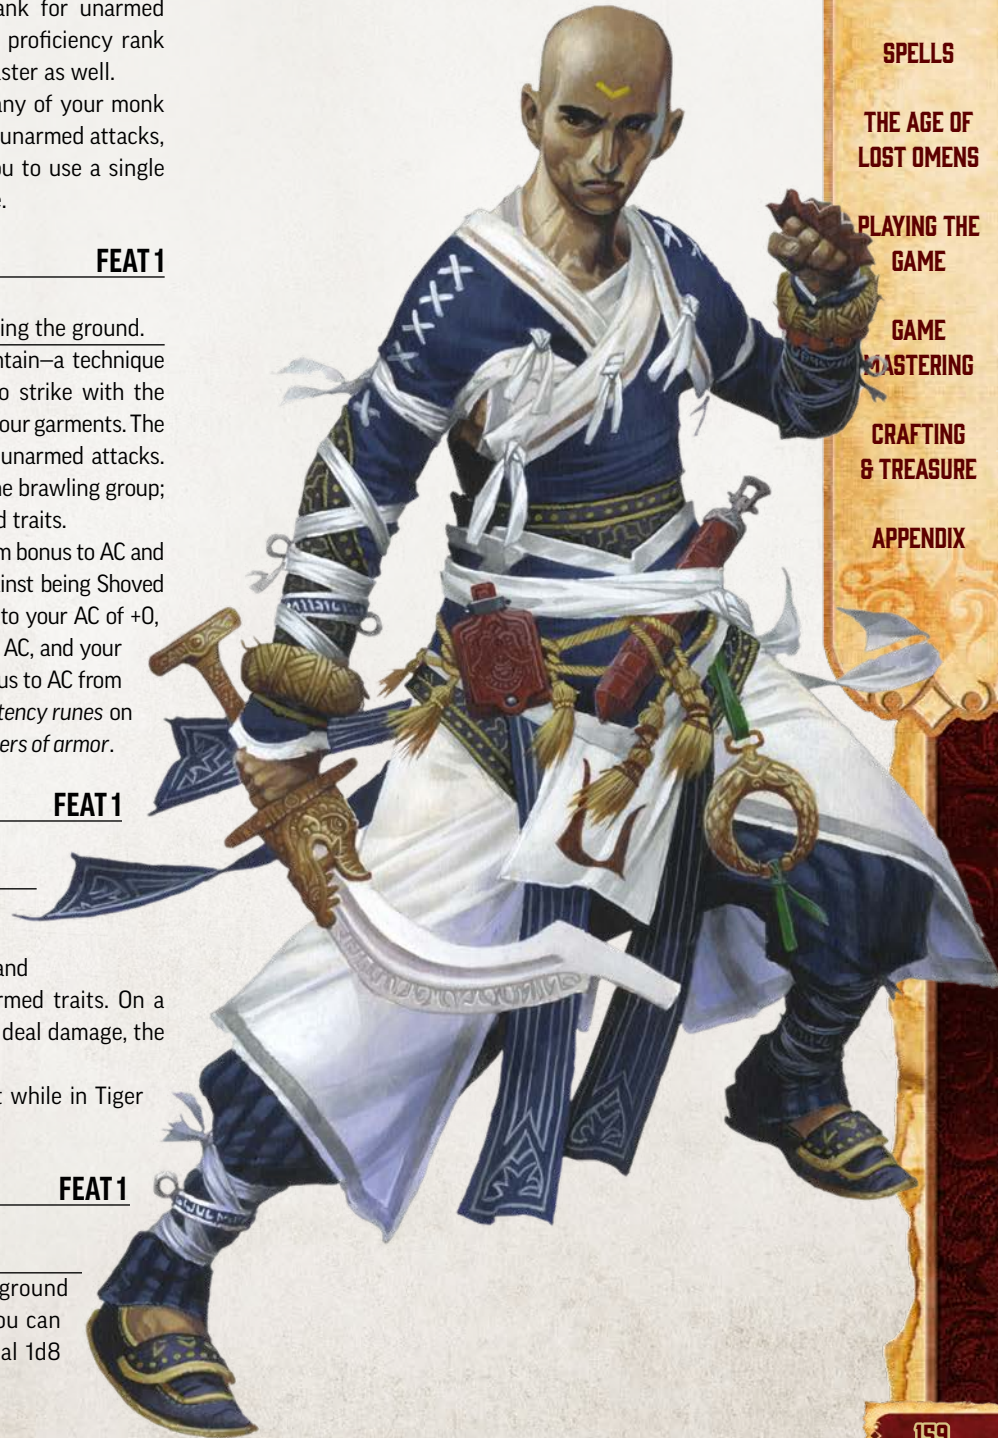 ank for unarmed
proficiency rank
ster as well.
any of your monk
unarmed attacks,
ou to use a single
FEAT 1
ing the ground.
ntain—a technique
o strike with the
our garments. The
unarmed attacks.
ne brawling group;
d traits.
m bonus to AC and
inst being Shoved
to your AC of +0,
AC, and your
us to AC from
tency runes on
ers of armor.
FEAT 1
and
rmed traits. On a
deal damage, the
t while in Tiger
FEAT 1
ground
ou can
al 1d8
SPELLS
THE AGE OF
LOST OMENS
PLAYING THE
GAME
GAME
MASTERING
CRAFTING
& TREASURE
APPENDIX
159